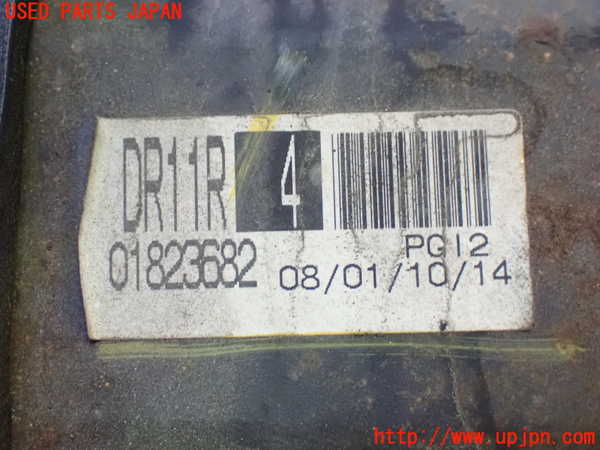 USED PARTS JAPAN
DR11R 4
01823682 PG12
08/01/10/14
http://www.upjpn.com/